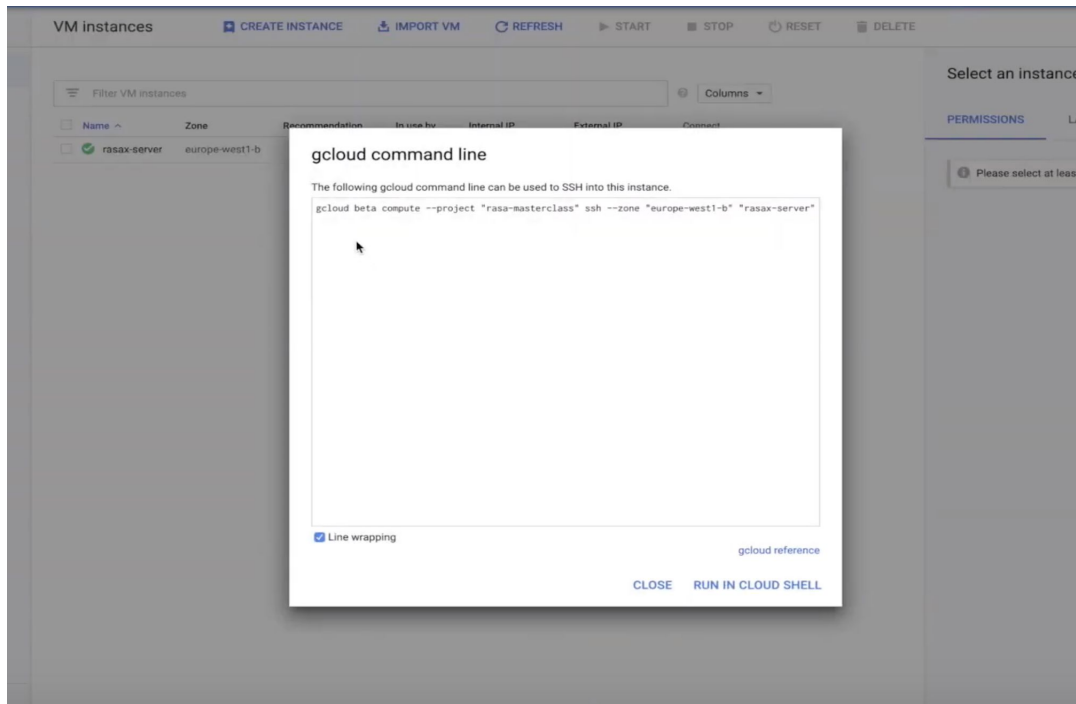 VM instances CREATE INSTANCE IMPORT VM REFRESH START STOP RESET DELETE
Select an instance
Filter VM instances Columns
PERMISSIONS
Name Zone Recommendation In use by Internal IP External IP Connect
rasax-server europe-west1-b
Please select at leas
gcloud command line
The following gcloud command line can be used to SSH into this instance.
gcloud beta compute --project "rasa-masterclass" ssh --zone "europe-west1-b" "rasax-server"
Line wrapping
gcloud reference
CLOSE RUN IN CLOUD SHELL